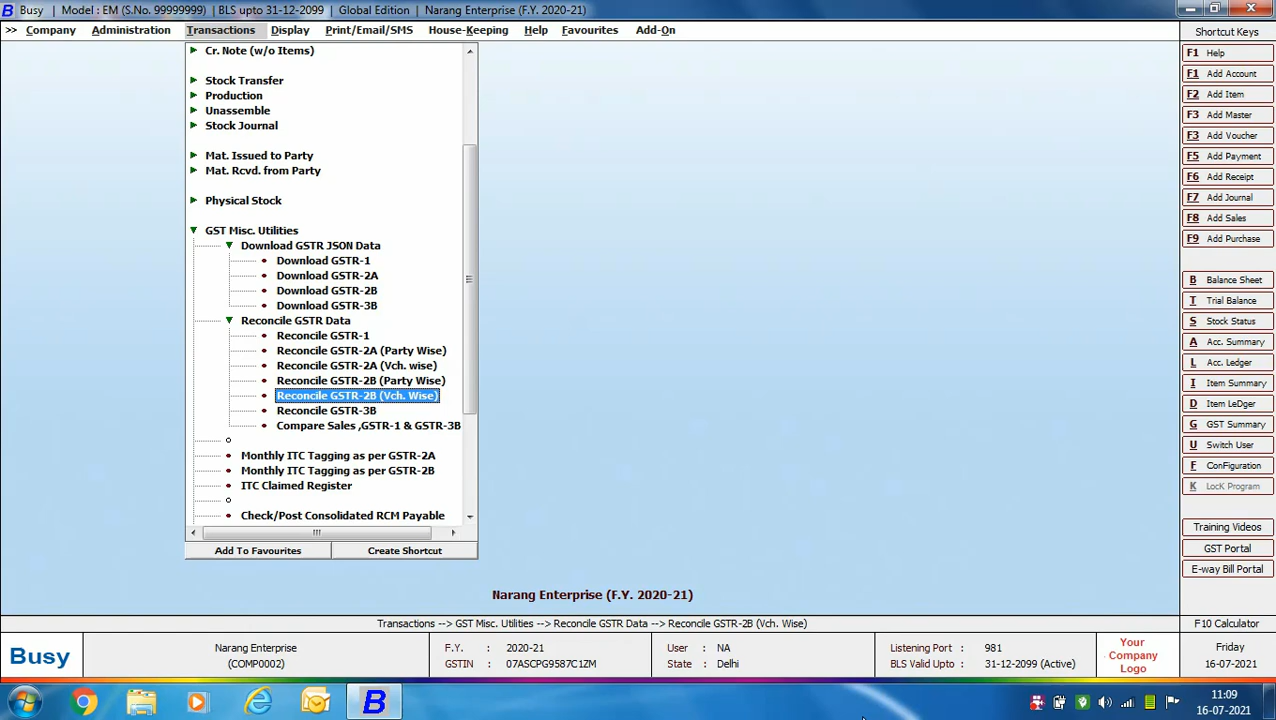 Busy Model : EM (S.No. 99999999) | BLS upto 31-12-2099 | Global Edition | Narang Enterprise (F.Y. 2020-21)
>> Company Administration Transactions Display Print/Email/SMS House-Keeping Help Favourites Add-On
Cr. Note (w/o Items)
Stock Transfer
Production
Unassemble
Stock Journal
Mat. Issued to Party
Mat. Rcvd. from Party
Physical Stock
GST Misc. Utilities
Download GSTR JSON Data
Download GSTR-1
Download GSTR-2A
Download GSTR-2B
Download GSTR-3B
Reconcile GSTR Data
Reconcile GSTR-1
Reconcile GSTR-2A (Party Wise)
Reconcile GSTR-2A (Vch. wise)
Reconcile GSTR-2B (Party Wise)
Reconcile GSTR-2B (Vch. Wise)
Reconcile GSTR-3B
Compare Sales ,GSTR-1 & GSTR-3B
Monthly ITC Tagging as per GSTR-2A
Monthly ITC Tagging as per GSTR-2B
ITC Claimed Register
Check/Post Consolidated RCM Payable
Add To Favourites Create Shortcut
Shortcut Keys
F1 Help
F1 Add Account
F2 Add Item
F3 Add Master
F3 Add Voucher
F5 Add Payment
F6 Add Receipt
F7 Add Journal
F8 Add Sales
F9 Add Purchase
B Balance Sheet
T Trial Balance
S Stock Status
A Acc. Summary
L Acc. Ledger
I Item Summary
D Item LeDger
G GST Summary
U Switch User
F ConFiguration
K LocK Program
Training Videos
GST Portal
E-way Bill Portal
Narang Enterprise (F.Y. 2020-21)
Transactions --> GST Misc. Utilities --> Reconcile GSTR Data --> Reconcile GSTR-2B (Vch. Wise)
F10 Calculator
Busy
Narang Enterprise
(COMP0002)
F.Y. : 2020-21
GSTIN : 07ASCPG9587C1ZM
User : NA
State : Delhi
Listening Port : 981
BLS Valid Upto : 31-12-2099 (Active)
Your
Company
Logo
Friday
16-07-2021
B
11:09
16-07-2021